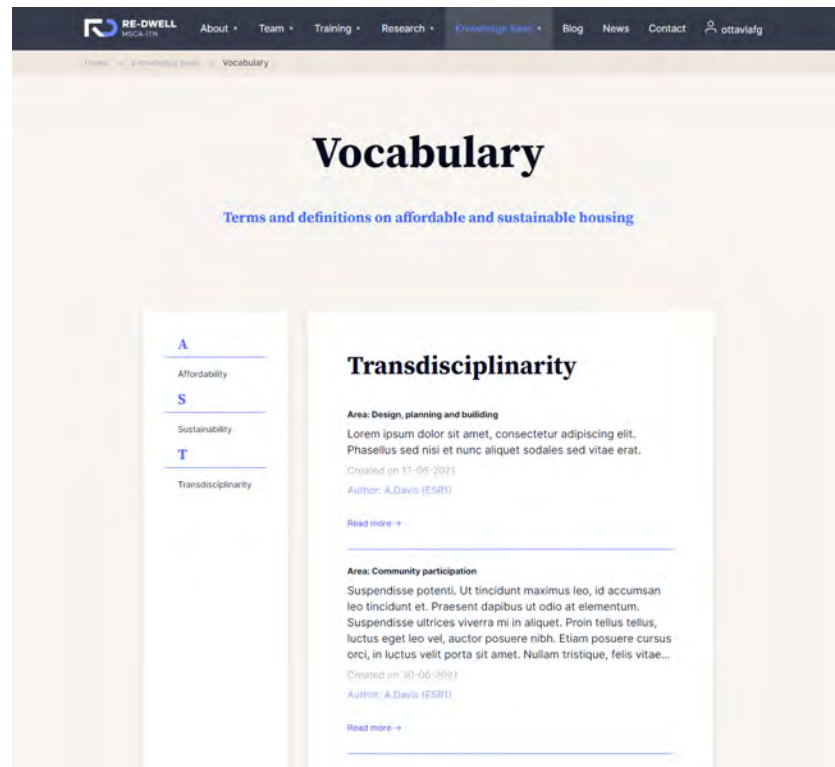 RE-DWELL
MSCA-ITN
About
Team
Training
Research
Knowledge base
Blog
News
Contact
ottaviafg
Home
Knowledge base
Vocabulary
Vocabulary
Terms and definitions on affordable and sustainable housing
A
Affordability
S
Sustainability
T
Transdisciplinarity
Transdisciplinarity
Area: Design, planning and builiding
Lorem ipsum dolor sit amet, consectetur adipiscing elit.
Phasellus sed nisi et nunc aliquet sodales sed vitae erat.
Created on 17-06-2021
Author: A.Davis (ESR1)
Read more →
Area: Community participation
Suspendisse potenti. Ut tincidunt maximus leo, id accumsan
leo tincidunt et. Praesent dapibus ut odio at elementum.
Suspendisse ultrices viverra mi in aliquet. Proin tellus tellus,
luctus eget leo vel, auctor posuere nibh. Etiam posuere cursus
orci, in luctus velit porta sit amet. Nullam tristique, felis vitae...
Created on 30-06-2021
Author: A.Davis (ESR1)
Read more →